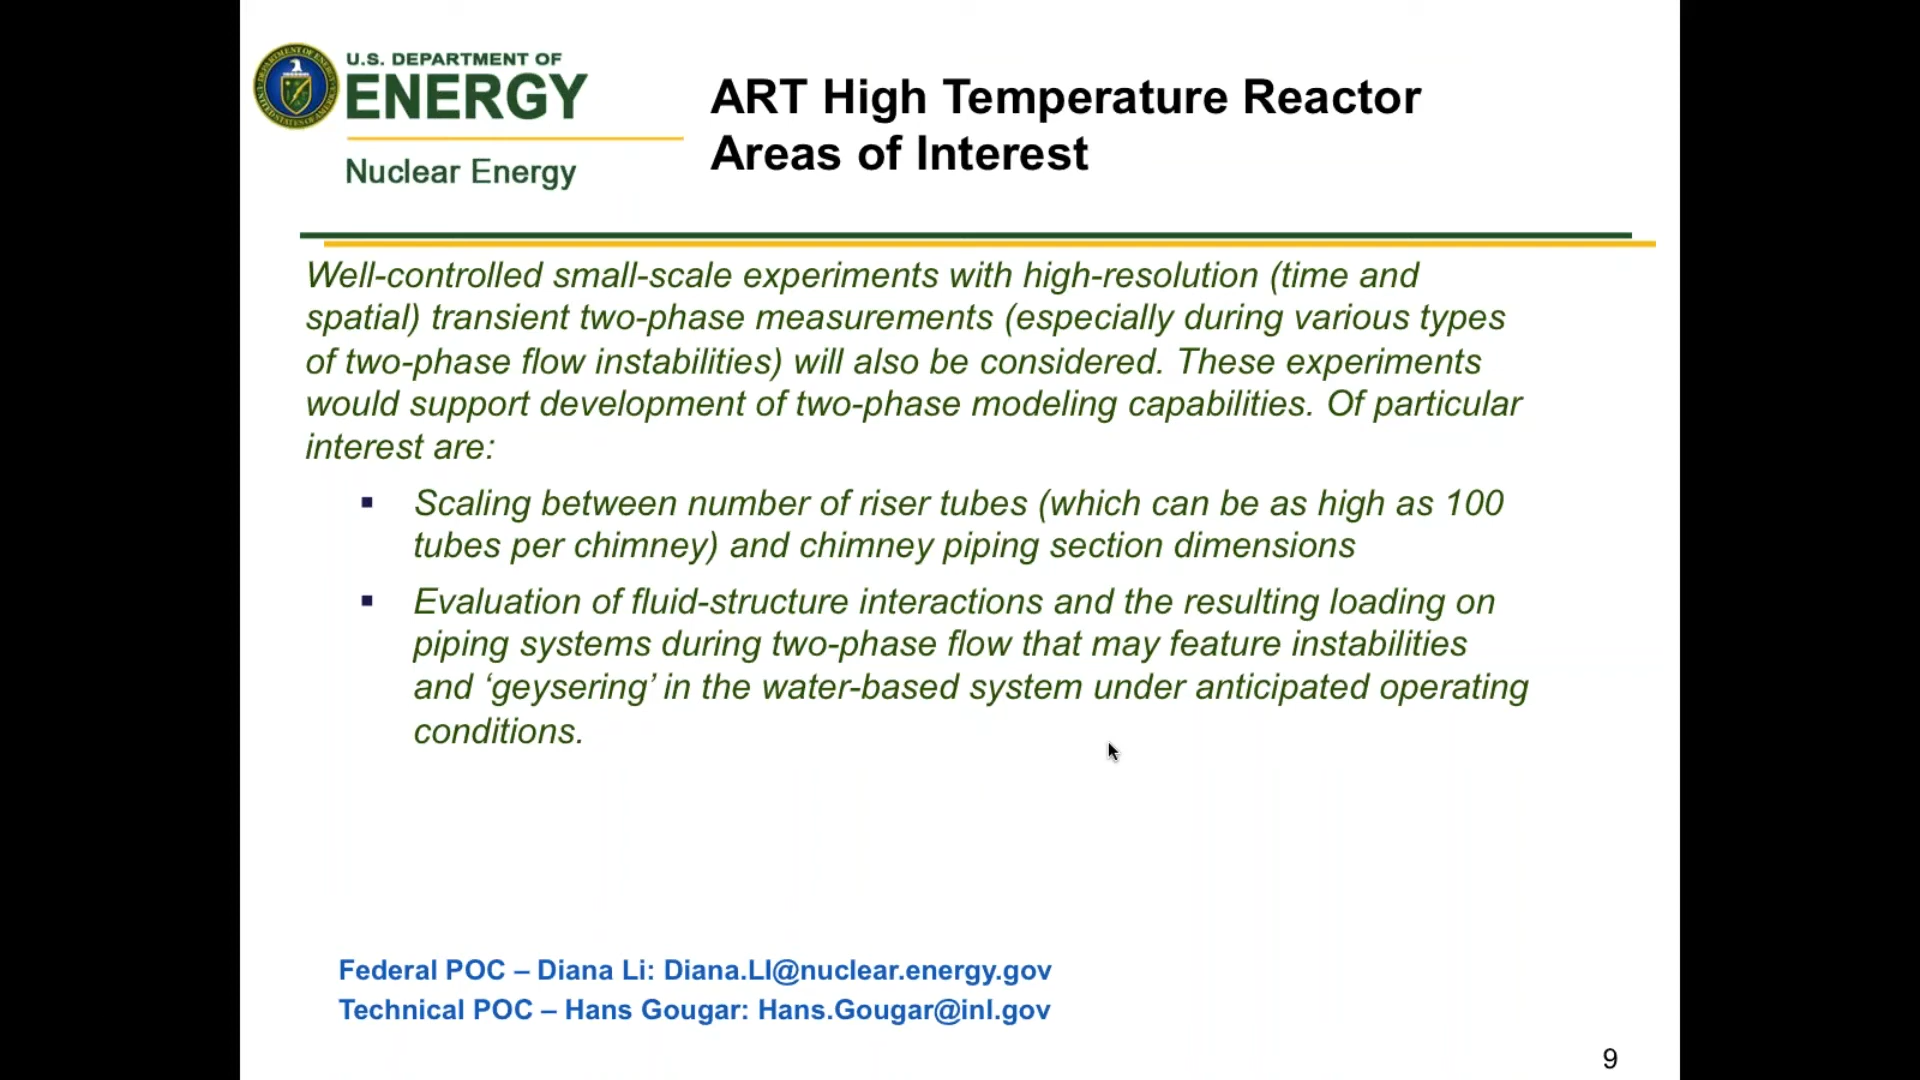 U.S. DEPARTMENT OF
ENERGY
Nuclear Energy
ART High Temperature Reactor
Areas of Interest
Well-controlled small-scale experiments with high-resolution (time and
spatial) transient two-phase measurements (especially during various types
of two-phase flow instabilities) will also be considered. These experiments
would support development of two-phase modeling capabilities. Of particular
interest are:
▪ Scaling between number of riser tubes (which can be as high as 100
tubes per chimney) and chimney piping section dimensions
▪ Evaluation of fluid-structure interactions and the resulting loading on
piping systems during two-phase flow that may feature instabilities
and ‘geysering’ in the water-based system under anticipated operating
conditions.
Federal POC – Diana Li: Diana.LI@nuclear.energy.gov
Technical POC – Hans Gougar: Hans.Gougar@inl.gov
9